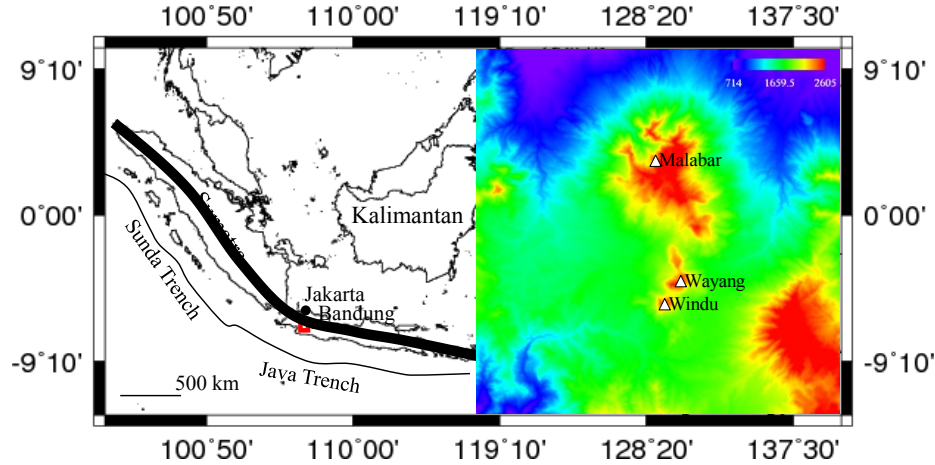 100°50' 110°00' 119°10' 128°20' 137°30'
9°10' 9°10'
714 1659.5 2605
Malabar
0°00' 0°00'
Kalimantan
Sumatra
Sunda Trench
Wayang
Jakarta
Windu
Bandung
-9°10' -9°10'
Java Trench
500 km
100°50' 110°00' 119°10' 128°20' 137°30'